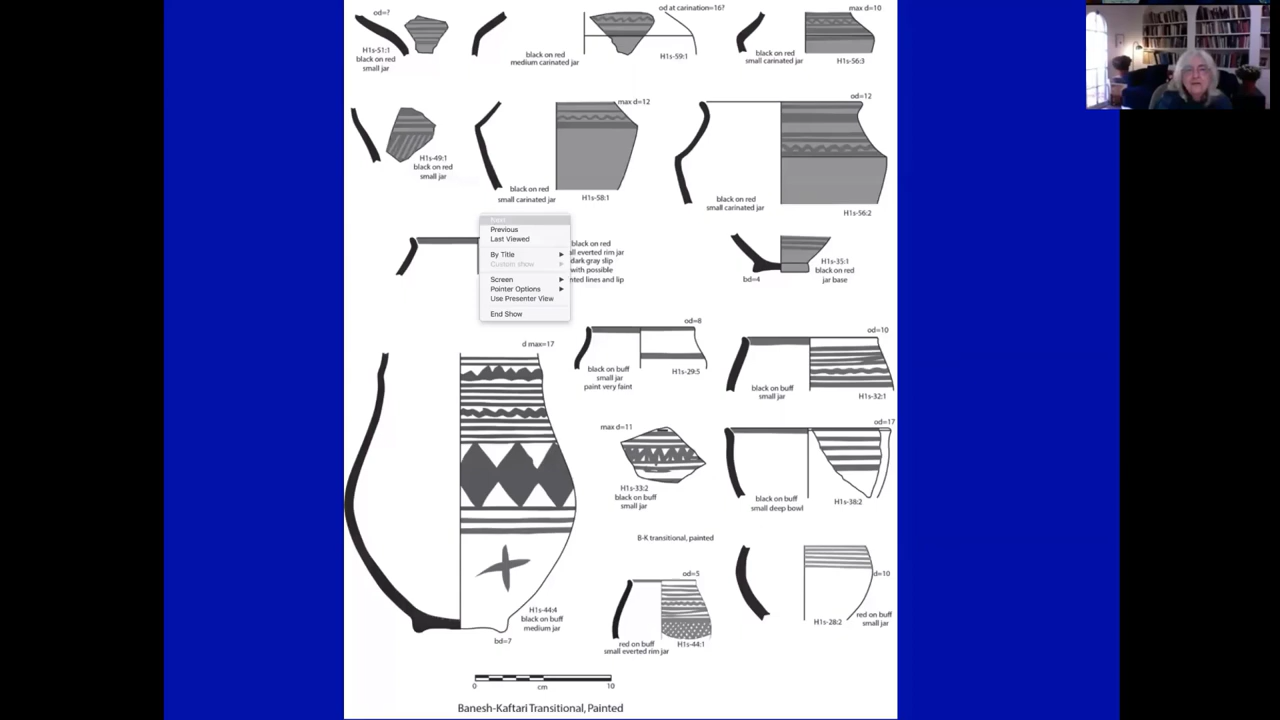 od=?
H1s-51:1
black on red
small jar
black on red
medium carinated jar
od at carination=16?
H1s-59:1
black on red
small carinated jar
max d=10
H1s-56:3
H1s-49:1
black on red
small jar
black on red
small carinated jar
max d=12
H1s-58:1
black on red
small carinated jar
od=12
H1s-56:2
Next
Previous
Last Viewed
By Title
Custom show
Screen
Pointer Options
Use Presenter View
End Show
black on red
ll everted rim jar
dark gray slip
with possible
nted lines and lip
bd=4
H1s-35:1
black on red
jar base
d max=17
H1s-44:4
black on buff
medium jar
bd=7
od=8
black on buff
small jar
paint very faint
H1s-29:5
od=10
black on buff
small jar
H1s-32:1
max d=11
H1s-33:2
black on buff
small jar
od=17
black on buff
small deep bowl
H1s-38:2
B-K transitional, painted
od=5
red on buff
small everted rim jar
H1s-44:1
d=10
H1s-28:2
red on buff
small jar
0 cm 10
Banesh-Kaftari Transitional, Painted